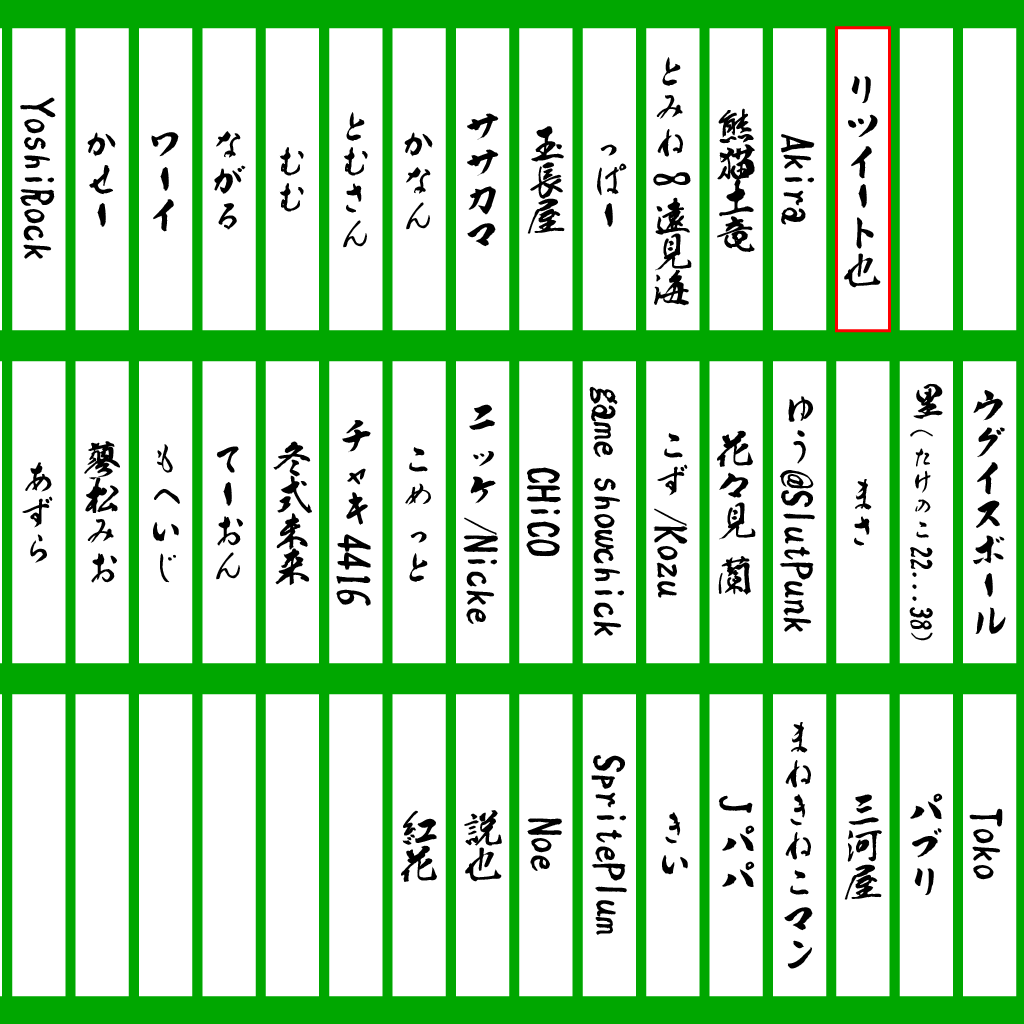 リツイート也
Akira
熊猫土竜
とみね∞遠見海
っぱー
玉長屋
ササカマ
かなん
とむさん
むむ
ながる
ワーイ
かせー
YoshiRock
ウグイスボール
里(たけのこ22...38)
まさ
ゆう@SlutPunk
花々見 蘭
こず/Kozu
game showchick
CHiCO
ニッケ/Nicke
こめっと
チャキ4416
冬式未来
てーおん
もへいじ
蓼松みお
あずら
Toko
パブリ
三河屋
まねきねこマン
Jパパ
きい
SpritePlum
Noe
説也
紅花